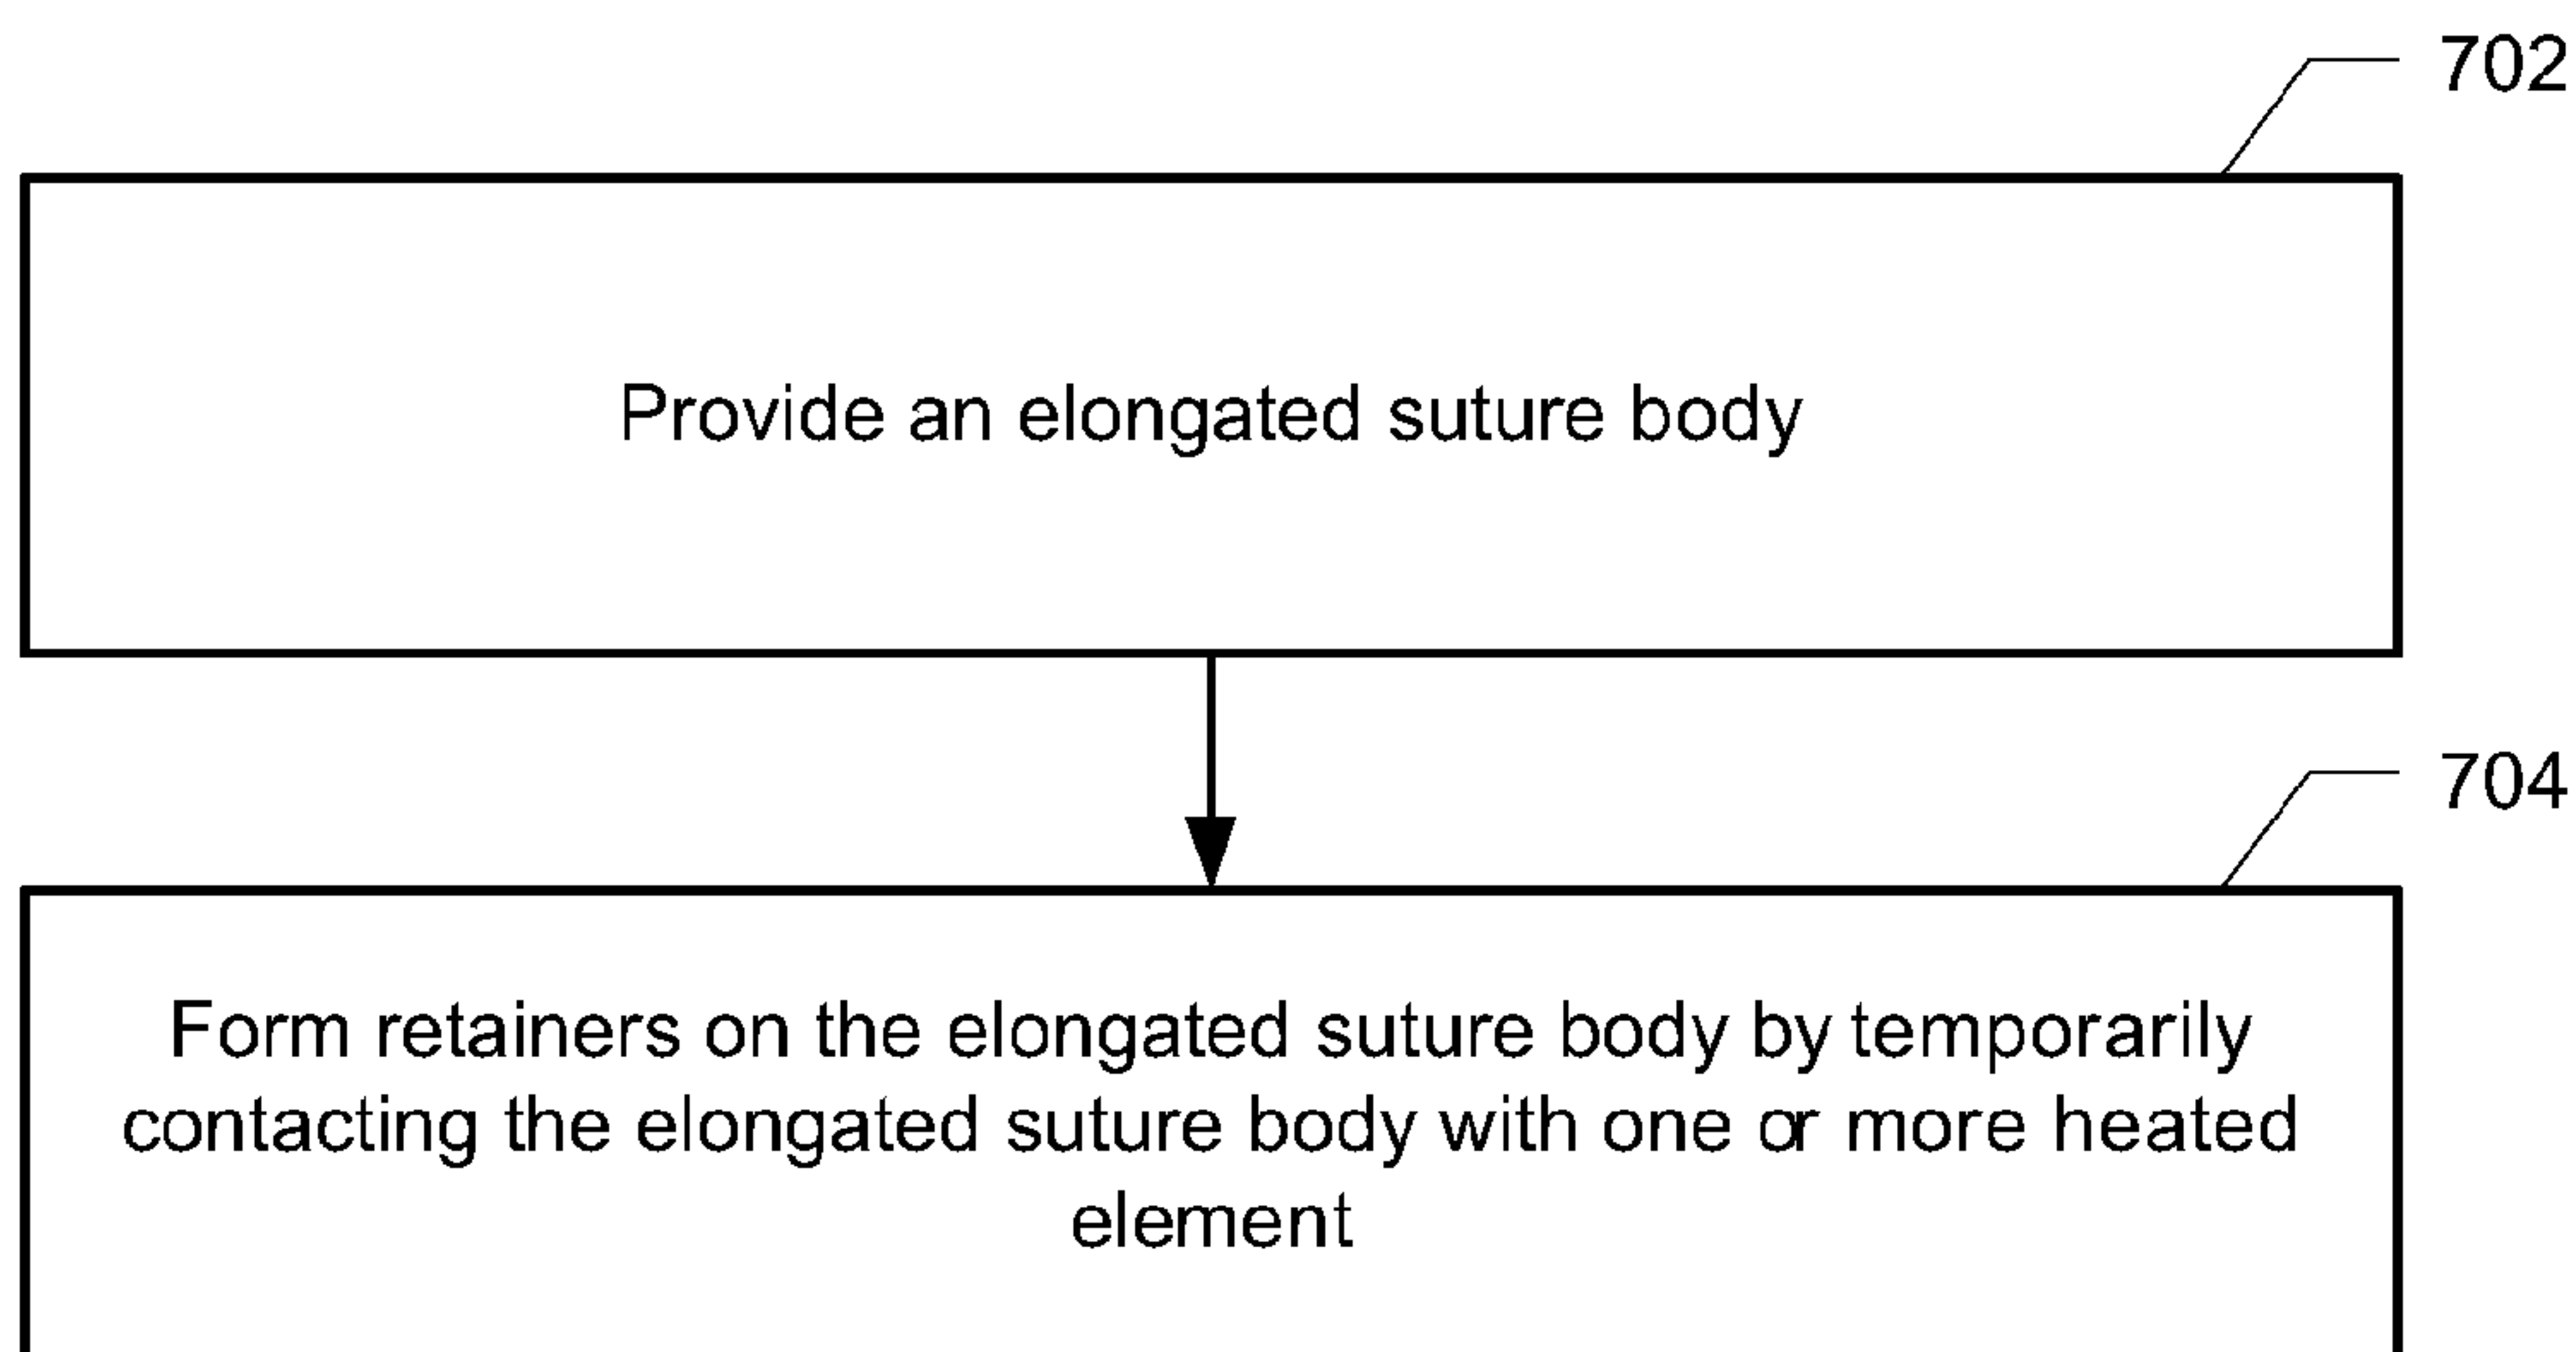 702
Provide an elongated suture body
704
Form retainers on the elongated suture body by temporarily
contacting the elongated suture body with one or more heated
element